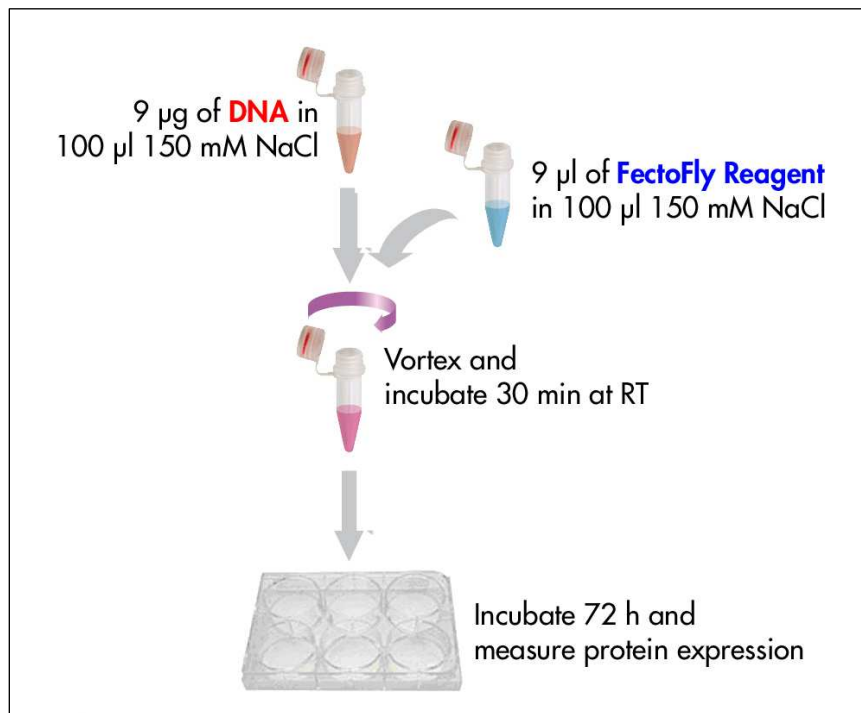 9 µg of DNA in
100 µl 150 mM NaCl
9 µl of FectoFly Reagent
in 100 µl 150 mM NaCl
Vortex and
incubate 30 min at RT
Incubate 72 h and
measure protein expression